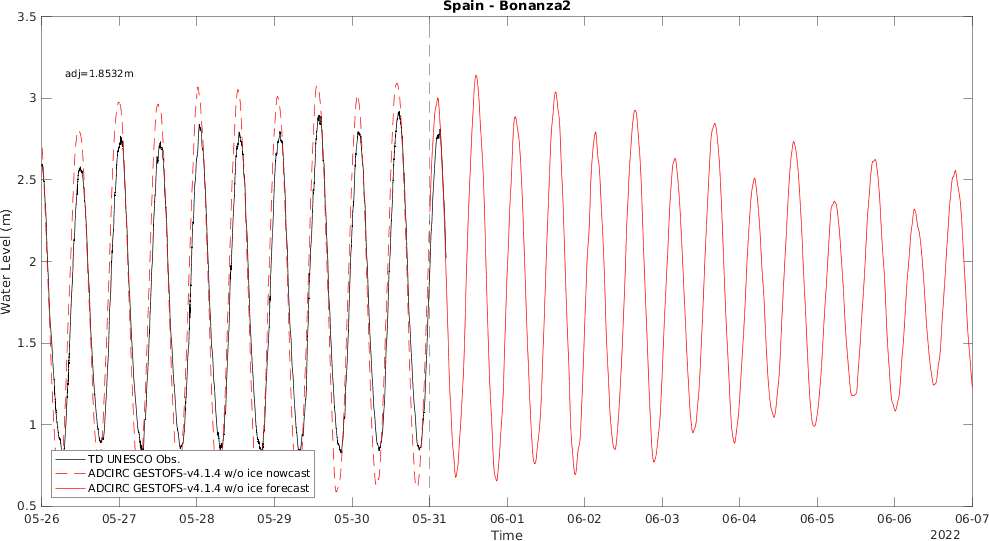 Spain - Bonanza2
3.5
3
2.5
2
1.5
1
0.5
Water Level (m)
adj=1.8532m
TD UNESCO Obs.
ADCIRC GESTOFS-v4.1.4 w/o ice nowcast
ADCIRC GESTOFS-v4.1.4 w/o ice forecast
05-26 05-27 05-28 05-29 05-30 05-31 06-01 06-02 06-03 06-04 06-05 06-06 06-07
Time
2022